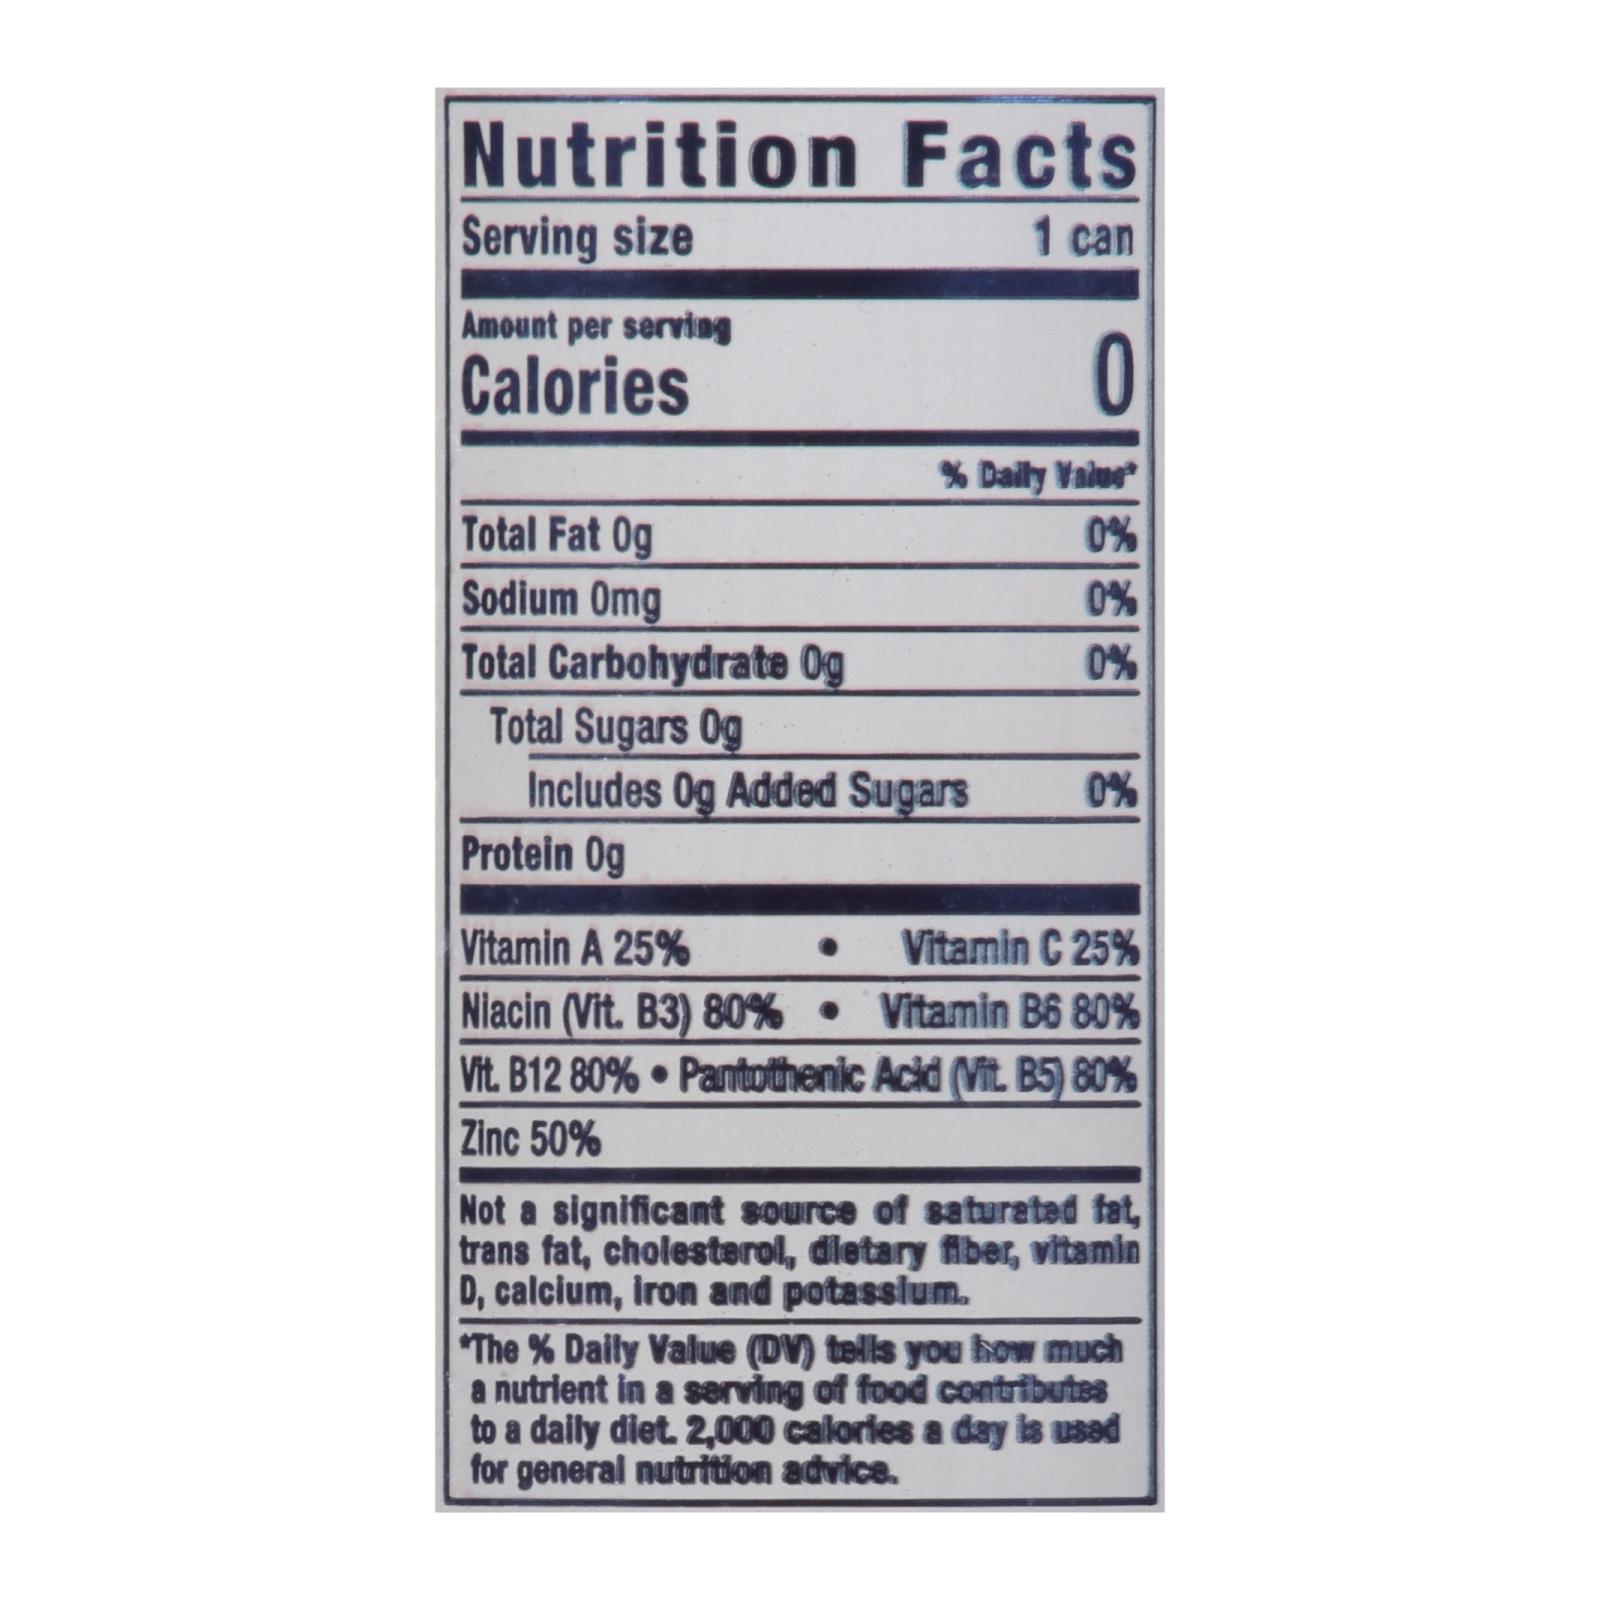 Nutrition Facts
Serving size 1 can
Amount per serving
Calories 0
% Daily Value*
Total Fat 0g 0%
Sodium 0mg 0%
Total Carbohydrate 0g 0%
Total Sugars 0g
Includes 0g Added Sugars 0%
Protein 0g
Vitamin A 25% • Vitamin C 25%
Niacin (Vit. B3) 80% • Vitamin B6 80%
Vit. B12 80% • Pantothenic Acid (Vit. B5) 80%
Zinc 50%
Not a significant source of saturated fat,
trans fat, cholesterol, dietary fiber, vitamin
D, calcium, iron and potassium.
*The % Daily Value (DV) tells you how much
a nutrient in a serving of food contributes
to a daily diet. 2,000 calories a day is used
for general nutrition advice.